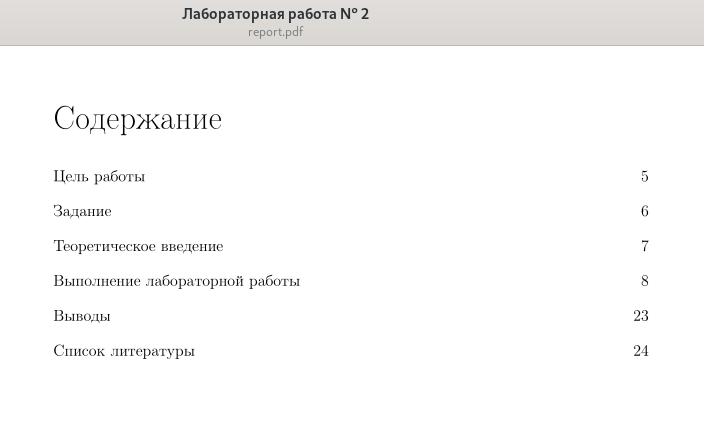 Лабораторная работа № 2
report.pdf
Содержание
Цель работы 5
Задание 6
Теоретическое введение 7
Выполнение лабораторной работы 8
Выводы 23
Список литературы 24